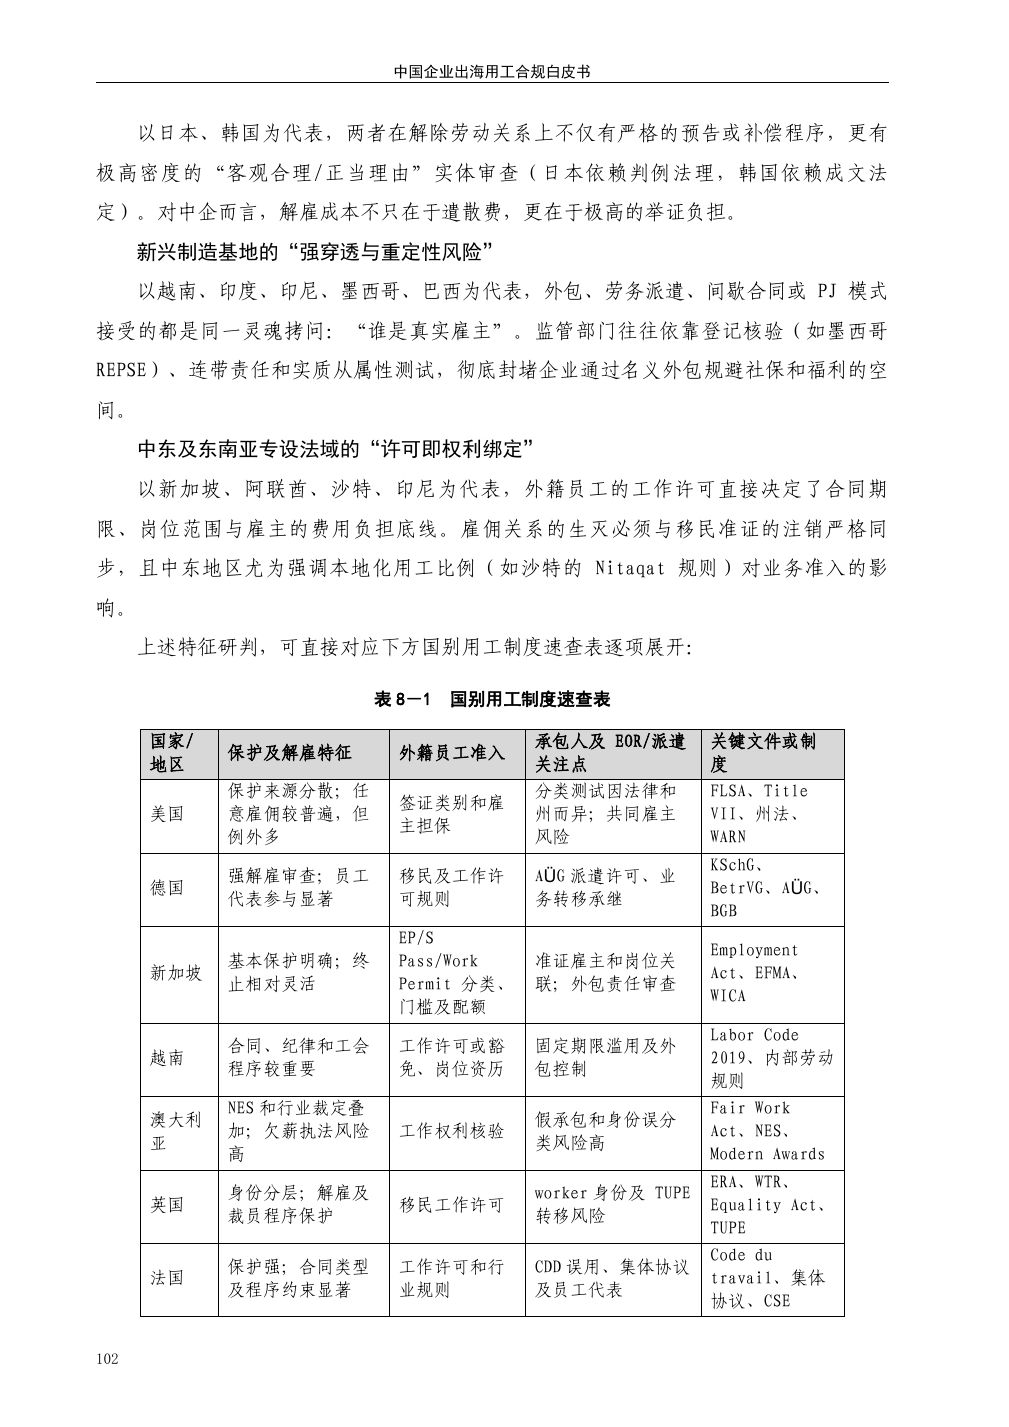 中国企业出海用工合规白皮书
以日本、韩国为代表，两者在解除劳动关系上不仅有严格的预告或补偿程序，更有
极高密度的“客观合理/正当理由”实体审查（日本依赖判例法理，韩国依赖成文法
定）。对中企而言，解雇成本不只在于遣散费，更在于极高的举证负担。
新兴制造基地的“强穿透与重定性风险”
以越南、印度、印尼、墨西哥、巴西为代表，外包、劳务派遣、间歇合同或 PJ 模式
接受的都是同一灵魂拷问：“谁是真实雇主”。监管部门往往依靠登记核验（如墨西哥
REPSE）、连带责任和实质从属性测试，彻底封堵企业通过名义外包规避社保和福利的空
间。
中东及东南亚专设法域的“许可即权利绑定”
以新加坡、阿联酋、沙特、印尼为代表，外籍员工的工作许可直接决定了合同期
限、岗位范围与雇主的费用负担底线。雇佣关系的生灭必须与移民准证的注销严格同
步，且中东地区尤为强调本地化用工比例（如沙特的 Nitaqat 规则）对业务准入的影
响。
上述特征研判，可直接对应下方国别用工制度速查表逐项展开：
表 8－1 国别用工制度速查表
国家/
地区
保护及解雇特征
外籍员工准入
承包人及 EOR/派遣
关注点
关键文件或制
度
美国
保护来源分散；任
意雇佣较普遍，但
例外多
签证类别和雇
主担保
分类测试因法律和
州而异；共同雇主
风险
FLSA、Title
VII、州法、
WARN
德国
强解雇审查；员工
代表参与显著
移民及工作许
可规则
AÜG 派遣许可、业
务转移承继
KSchG、
BetrVG、AÜG、
BGB
新加坡
基本保护明确；终
止相对灵活
EP/S
Pass/Work
Permit 分类、
门槛及配额
准证雇主和岗位关
联；外包责任审查
Employment
Act、EFMA、
WICA
越南
合同、纪律和工会
程序较重要
工作许可或豁
免、岗位资历
固定期限滥用及外
包控制
Labor Code
2019、内部劳动
规则
澳大利
亚
NES 和行业裁定叠
加；欠薪执法风险
高
工作权利核验
假承包和身份误分
类风险高
Fair Work
Act、NES、
Modern Awards
英国
身份分层；解雇及
裁员程序保护
移民工作许可
worker 身份及 TUPE
转移风险
ERA、WTR、
Equality Act、
TUPE
法国
保护强；合同类型
及程序约束显著
工作许可和行
业规则
CDD 误用、集体协议
及员工代表
Code du
travail、集体
协议、CSE
102